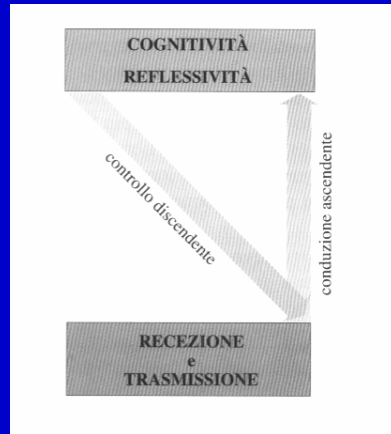 COGNITIVITÀ
REFLESSIVITÀ
controllo discendente
conduzione ascendente
RECEZIONE
e
TRASMISSIONE